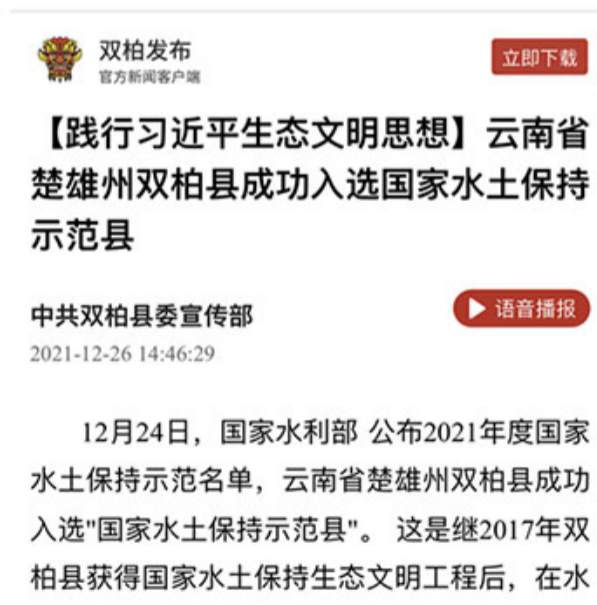 双柏发布
官方新闻客户端
立即下载
【践行习近平生态文明思想】云南省
楚雄州双柏县成功入选国家水土保持
示范县
中共双柏县委宣传部
2021-12-26 14:46:29
语音播报
12月24日，国家水利部 公布2021年度国家
水土保持示范名单，云南省楚雄州双柏县成功
入选"国家水土保持示范县"。 这是继2017年双
柏县获得国家水土保持生态文明工程后，在水